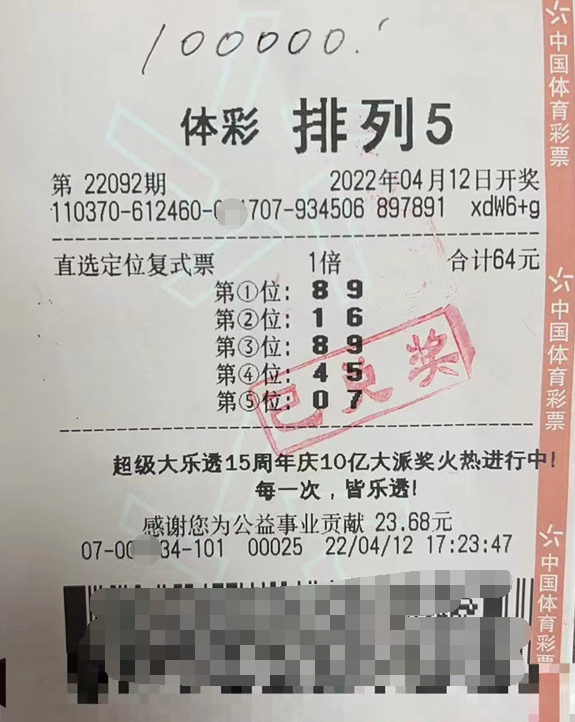 100000.
体彩 排列5
第 22092期 2022年04月12日开奖
110370-612460-0 1707-934506 897891 xdW6+g
直选定位复式票 1倍 合计64元
第①位: 8 9
第②位: 1 6
第③位: 8 9
第④位: 4 5
第⑤位: 0 7
已兑奖
超级大乐透15周年庆10亿大派奖火热进行中!
每一次，皆乐透!
感谢您为公益事业贡献 23.68元
07-00 34-101 00025 22/04/12 17:23:47
中国体育彩票
中国体育彩票
中国体育彩票